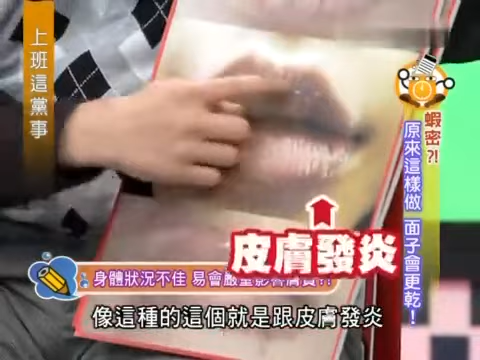 上班這黨事
蝦密?!
原來這樣做 面子會更乾!
皮膚發炎
身體狀況不佳 易會嚴重影響膚質?!
像這種的這個就是跟皮膚發炎